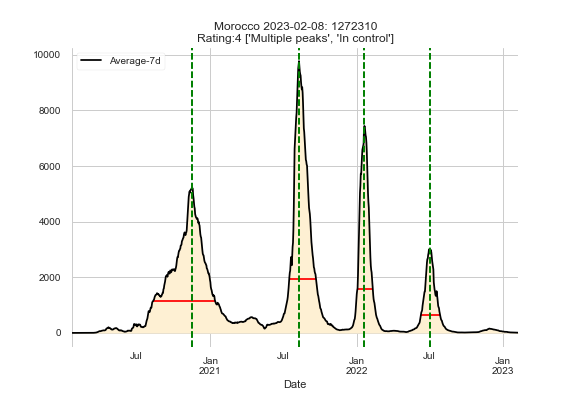 Morocco 2023-02-08: 1272310
Rating:4 ['Multiple peaks', 'In control']
Average-7d
10000
8000
6000
4000
2000
0
Jul
Jan
2021
Jul
Jan
2022
Jul
Jan
2023
Date